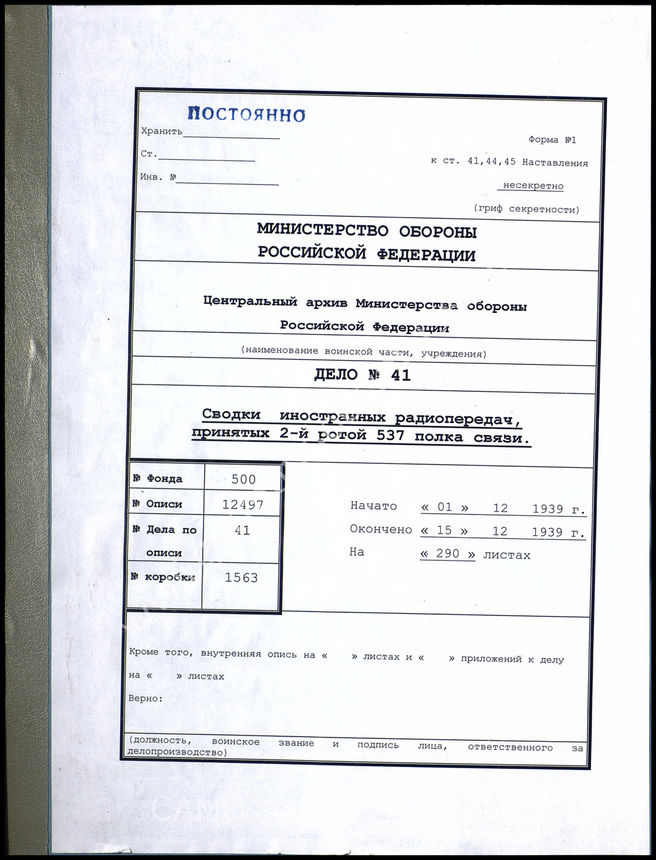 ПОСТОЯННО
Хранить
Форма №1
Ст.
к ст. 41,44,45 Наставления
Инв. №
несекретно
(гриф секретности)
МИНИСТЕРСТВО ОБОРОНЫ
РОССИЙСКОЙ ФЕДЕРАЦИИ
Центральный архив Министерства обороны
Российской Федерации
(наименование воинской части, учреждения)
ДЕЛО № 41
Сводки иностранных радиопередач,
принятых 2-й ротой 537 полка связи.
№ Фонда 500
№ Описи 12497
№ Дела по 41
описи
№ коробки 1563
Начато « 01 » 12 1939 г.
Окончено « 15 » 12 1939 г.
На « 290 » листах
Кроме того, внутренняя опись на « » листах и « » приложений к делу
на « » листах
Верно:
(должность, воинское звание и подпись лица, ответственного за
делопроизводство)